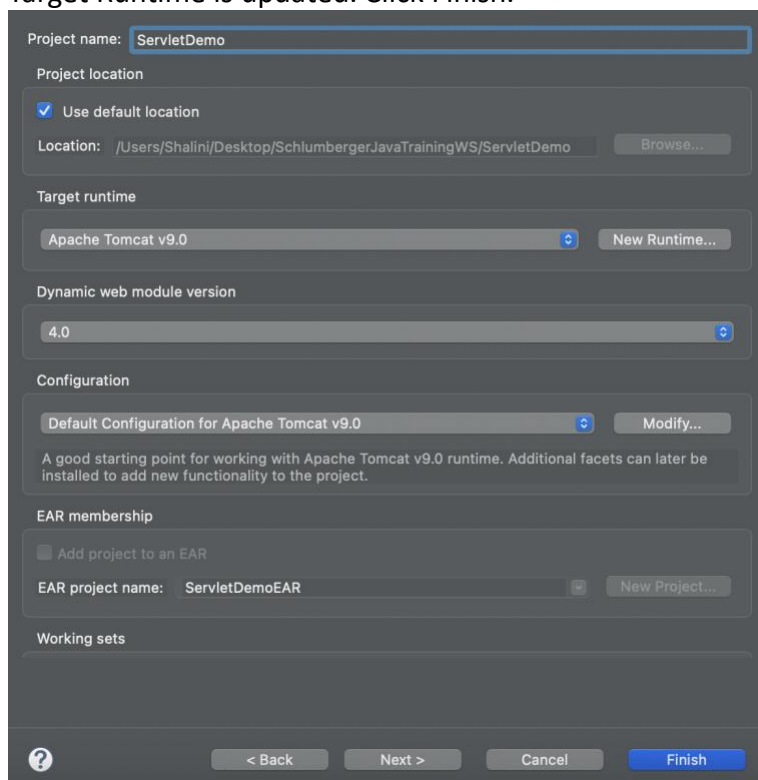 Target Runtime is updated. Click Finish.
Project name: ServletDemo
Project location
Use default location
Location: /Users/Shalini/Desktop/SchlumbergerJavaTrainingWS/ServletDemo Browse...
Target runtime
Apache Tomcat v9.0 New Runtime...
Dynamic web module version
4.0
Configuration
Default Configuration for Apache Tomcat v9.0 Modify...
A good starting point for working with Apache Tomcat v9.0 runtime. Additional facets can later be
installed to add new functionality to the project.
EAR membership
Add project to an EAR
EAR project name: ServletDemoEAR New Project...
Working sets
? < Back Next > Cancel Finish